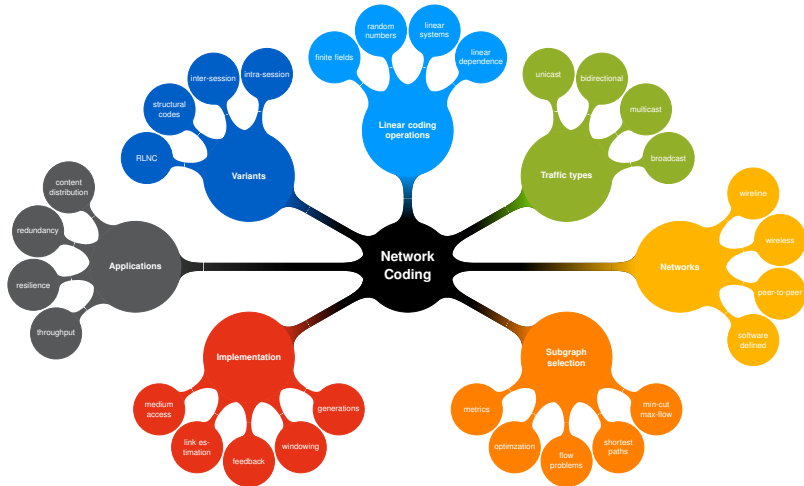 Network
Coding
Linear coding
operations
finite fields
random
numbers
linear
systems
linear
dependence
Traffic types
unicast
bidirectional
multicast
broadcast
Networks
wireline
wireless
peer-to-peer
software
defined
Subgraph
selection
min-cut
max-flow
shortest
paths
flow
problems
optimzation
metrics
Implementation
generations
windowing
feedback
link es-
timation
medium
access
Applications
throughput
resilience
redundancy
content
distribution
Variants
RLNC
structural
codes
inter-session
intra-session